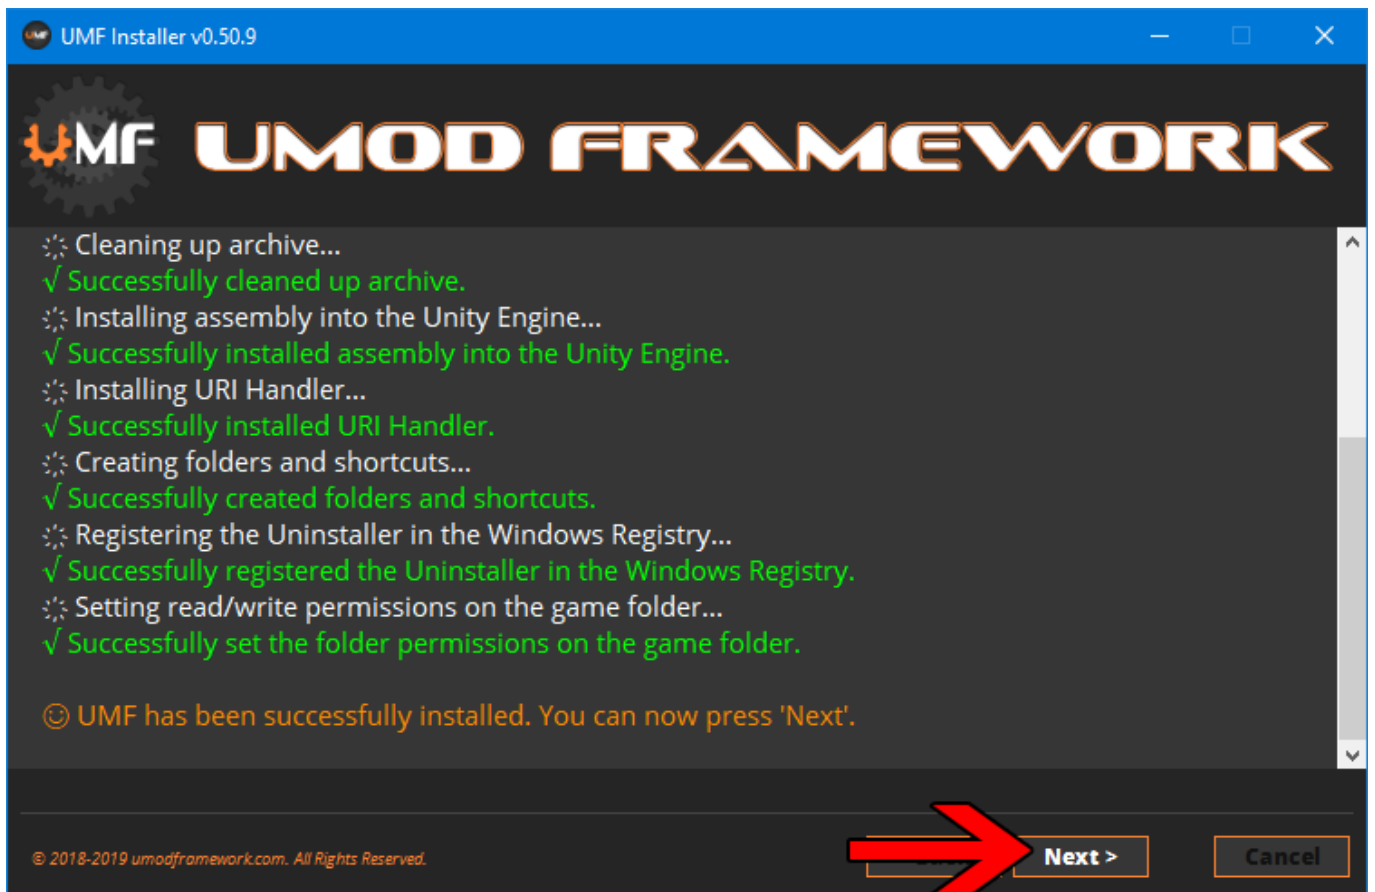 UMF Installer v0.50.9
UMF
UMOD FRAMEWORK
Cleaning up archive...
√ Successfully cleaned up archive.
Installing assembly into the Unity Engine...
√ Successfully installed assembly into the Unity Engine.
Installing URI Handler...
√ Successfully installed URI Handler.
Creating folders and shortcuts...
√ Successfully created folders and shortcuts.
Registering the Uninstaller in the Windows Registry...
√ Successfully registered the Uninstaller in the Windows Registry.
Setting read/write permissions on the game folder...
√ Successfully set the folder permissions on the game folder.
☺ UMF has been successfully installed. You can now press 'Next'.
© 2018-2019 umodframework.com. All Rights Reserved.
Next >
Cancel